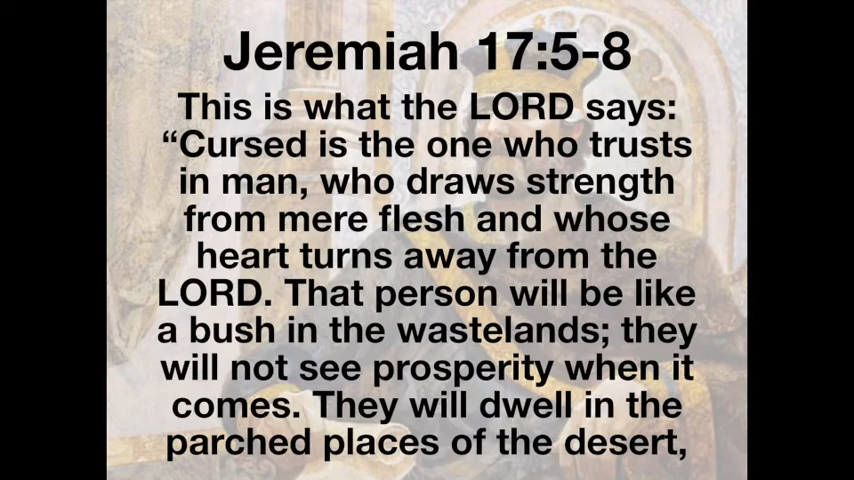 Jeremiah 17:5-8
This is what the LORD says:
“Cursed is the one who trusts
in man, who draws strength
from mere flesh and whose
heart turns away from the
LORD. That person will be like
a bush in the wastelands; they
will not see prosperity when it
comes. They will dwell in the
parched places of the desert,